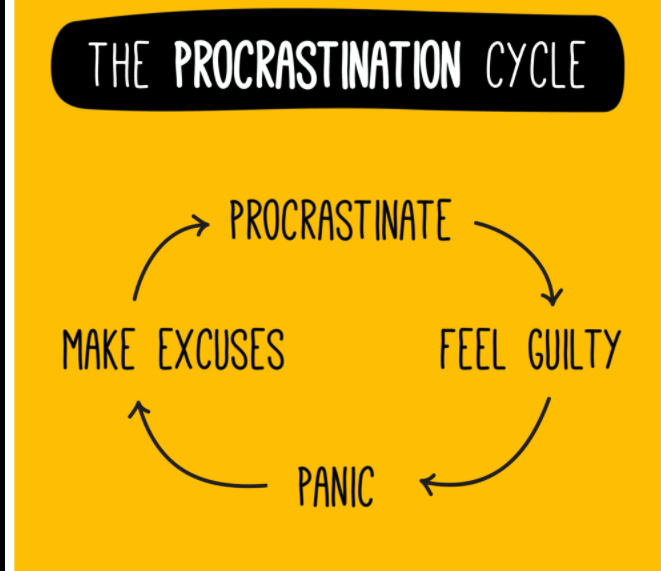 THE PROCRASTINATION CYCLE
PROCRASTINATE
MAKE EXCUSES
FEEL GUILTY
PANIC